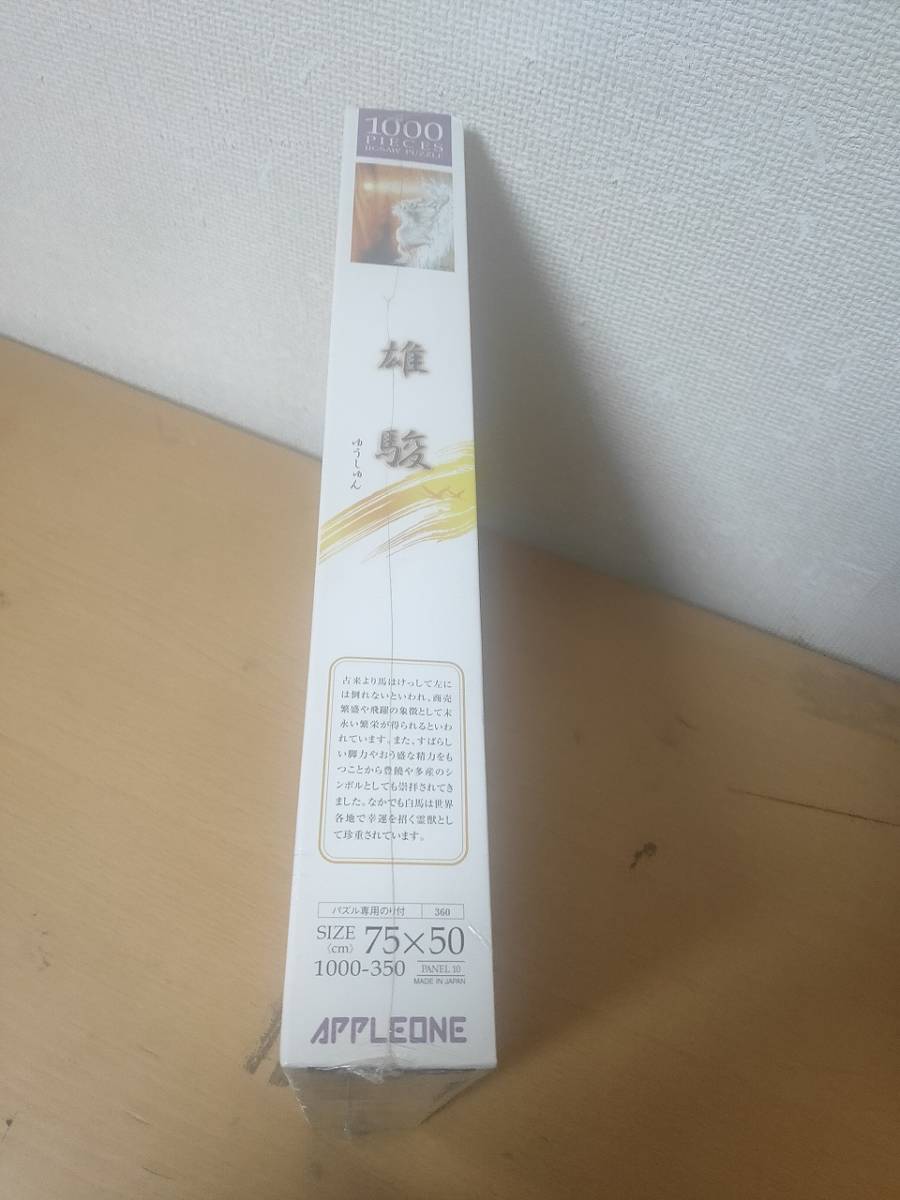 1000
PIECES
JIGSAW PUZZLE
雄駿
ゆうしゅん
古来より馬はけっして左に
は倒れないといわれ、商売
繁盛や飛躍の象徴として末
永い繁栄が得られるといわ
れています。また、すばらし
い脚力やおう盛な精力をも
つことから豊饒や多産のシ
ンボルとしても崇拝されてき
ました。なかでも白馬は世界
各地で幸運を招く霊獣とし
て珍重されています。
パズル専用のり付 360
SIZE (cm) 75×50
1000-350 PANEL 10
MADE IN JAPAN
APPLEONE